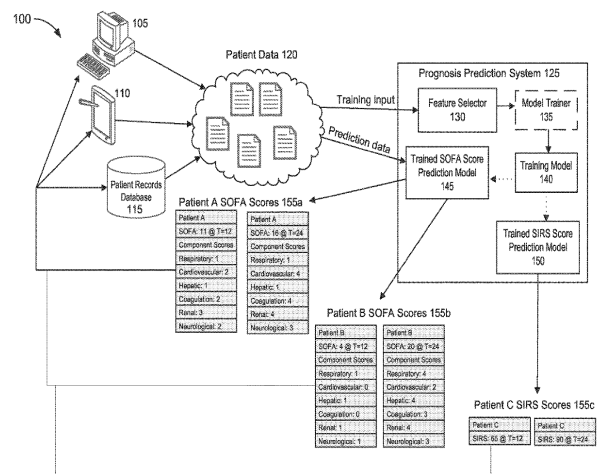 100
105
110
Patient Data 120
Prognosis Prediction System 125
Training input
Feature Selector
130
Model Trainer
135
Prediction data
Trained SOFA Score
Prediction Model
145
Training Model
140
Patient Records
Database
115
Trained SIRS Score
Prediction Model
150
Patient A SOFA Scores 155a
Patient A
SOFA: 11 @ T=12
Component Scores
Respiratory: 1
Cardiovascular: 2
Hepatic: 1
Coagulation: 2
Renal: 3
Neurological: 2
Patient A
SOFA: 16 @ T=24
Component Scores
Respiratory: 1
Cardiovascular: 4
Hepatic: 1
Coagulation: 4
Renal: 4
Neurological: 3
Patient B SOFA Scores 155b
Patient B
SOFA: 4 @ T=12
Component Scores
Respiratory: 1
Cardiovascular: 0
Hepatic: 1
Coagulation: 0
Renal: 1
Neurological: 1
Patient B
SOFA: 20 @ T=24
Component Scores
Respiratory: 4
Cardiovascular: 2
Hepatic: 4
Coagulation: 3
Renal: 4
Neurological: 3
Patient C SIRS Scores 155c
Patient C
SIRS: 65 @ T=12
Patient C
SIRS: 90 @ T=24